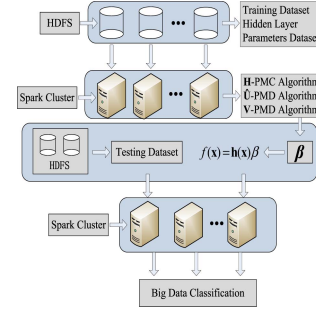 HDFS
Training Dataset
Hidden Layer
Parameters Dataset
Spark Cluster
H-PMC Algorithm
Û-PMD Algorithm
V-PMD Algorithm
HDFS
Testing Dataset
f(x)=h(x)β
β
Spark Cluster
Big Data Classification